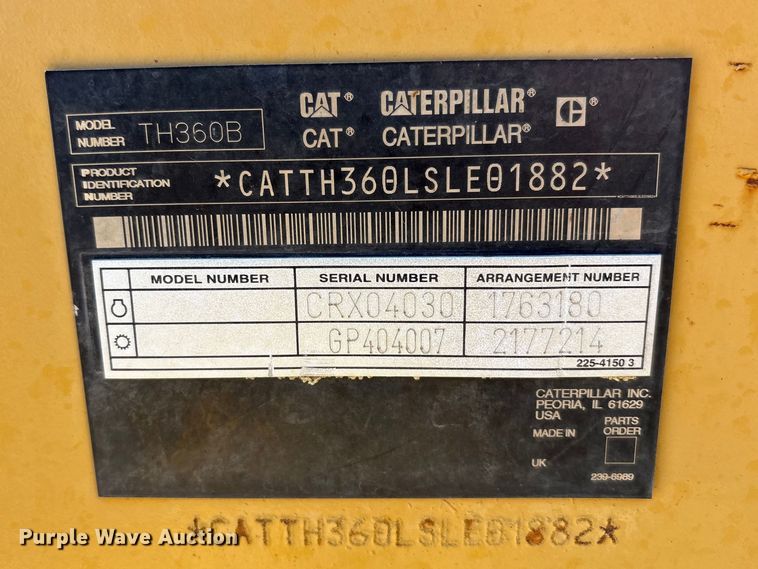 CAT® CATERPILLAR® C®
MODEL NUMBER TH360B
CAT® CATERPILLAR®
PRODUCT IDENTIFICATION NUMBER *CATTH360LSLE01882*
*CATTH360LSLE01882*
MODEL NUMBER SERIAL NUMBER ARRANGEMENT NUMBER
CRX04030 1763180
GP404007 2177214
225-4150 3
CATERPILLAR INC.
PEORIA, IL 61629
USA
PARTS
MADE IN ORDER
UK
239-6989
*CATTH360LSLE01882*
Purple Wave Auction